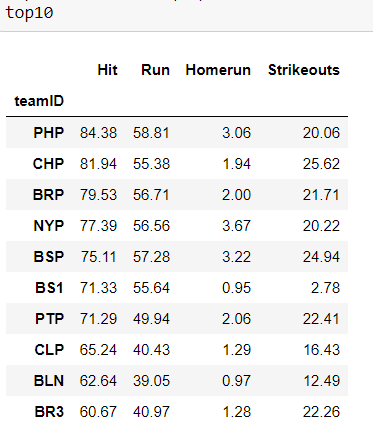 top10
Hit Run Homerun Strikeouts
teamID
PHP 84.38 58.81 3.06 20.06
CHP 81.94 55.38 1.94 25.62
BRP 79.53 56.71 2.00 21.71
NYP 77.39 56.56 3.67 20.22
BSP 75.11 57.28 3.22 24.94
BS1 71.33 55.64 0.95 2.78
PTP 71.29 49.94 2.06 22.41
CLP 65.24 40.43 1.29 16.43
BLN 62.64 39.05 0.97 12.49
BR3 60.67 40.97 1.28 22.26